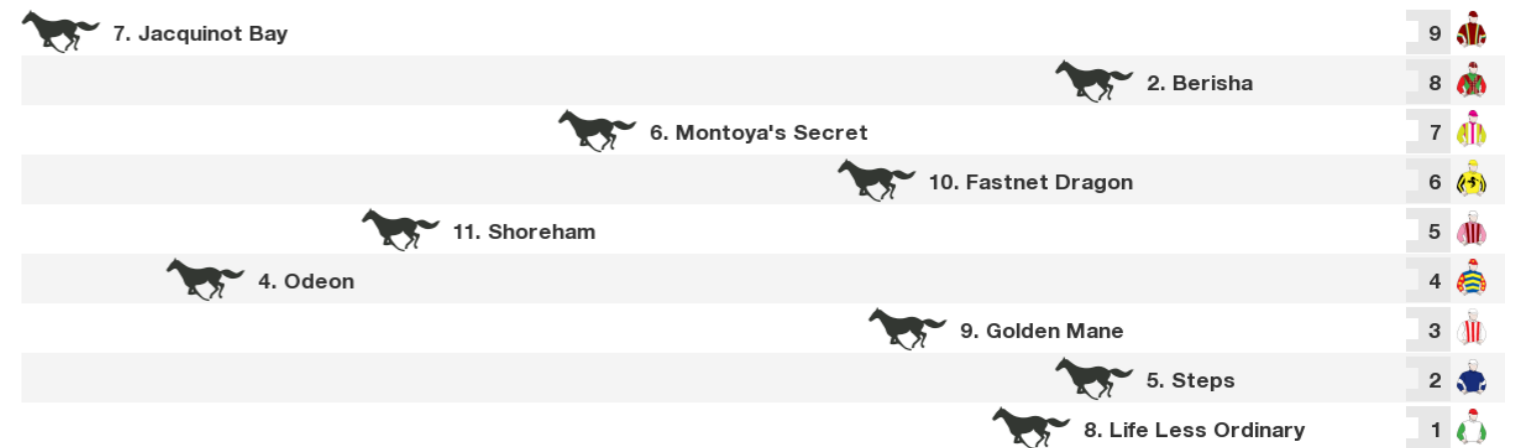 7. Jacquinot Bay 9
2. Berisha 8
6. Montoya's Secret 7
10. Fastnet Dragon 6
11. Shoreham 5
4. Odeon 4
9. Golden Mane 3
5. Steps 2
8. Life Less Ordinary 1